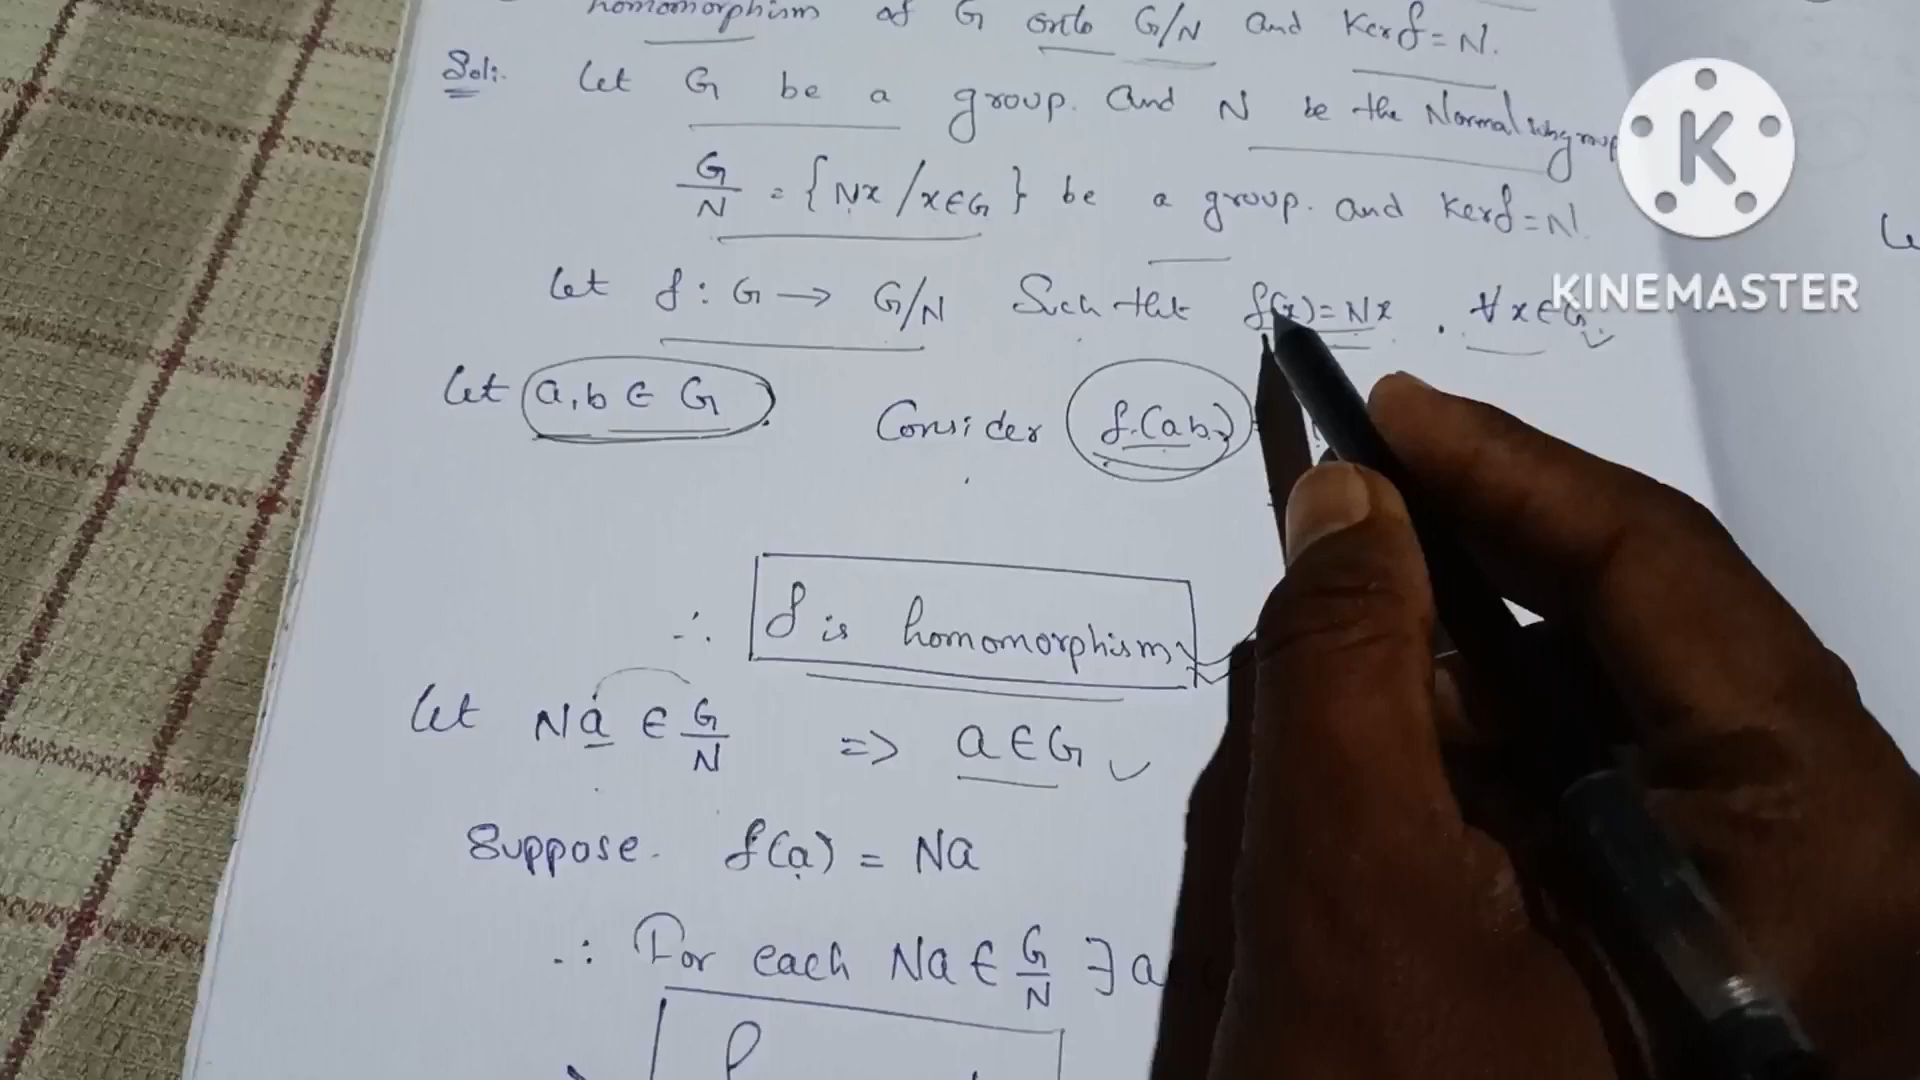 homomorphism of G onto G/N and Kerf = N.
Sol:. Let G be a group. and N be the Normal subgroup
G/N = {Nx / x∈G} be a group. and Kerf = N.
Let f : G → G/N Such that f(x) = Nx . ∀ x∈G
Let a,b ∈ G. Consider f(ab)
∴ f is homomorphism
Let Na ∈ G/N => a∈G
Suppose. f(a) = Na
∴ For each Na ∈ G/N ∃ a
f
K
KINEMASTER